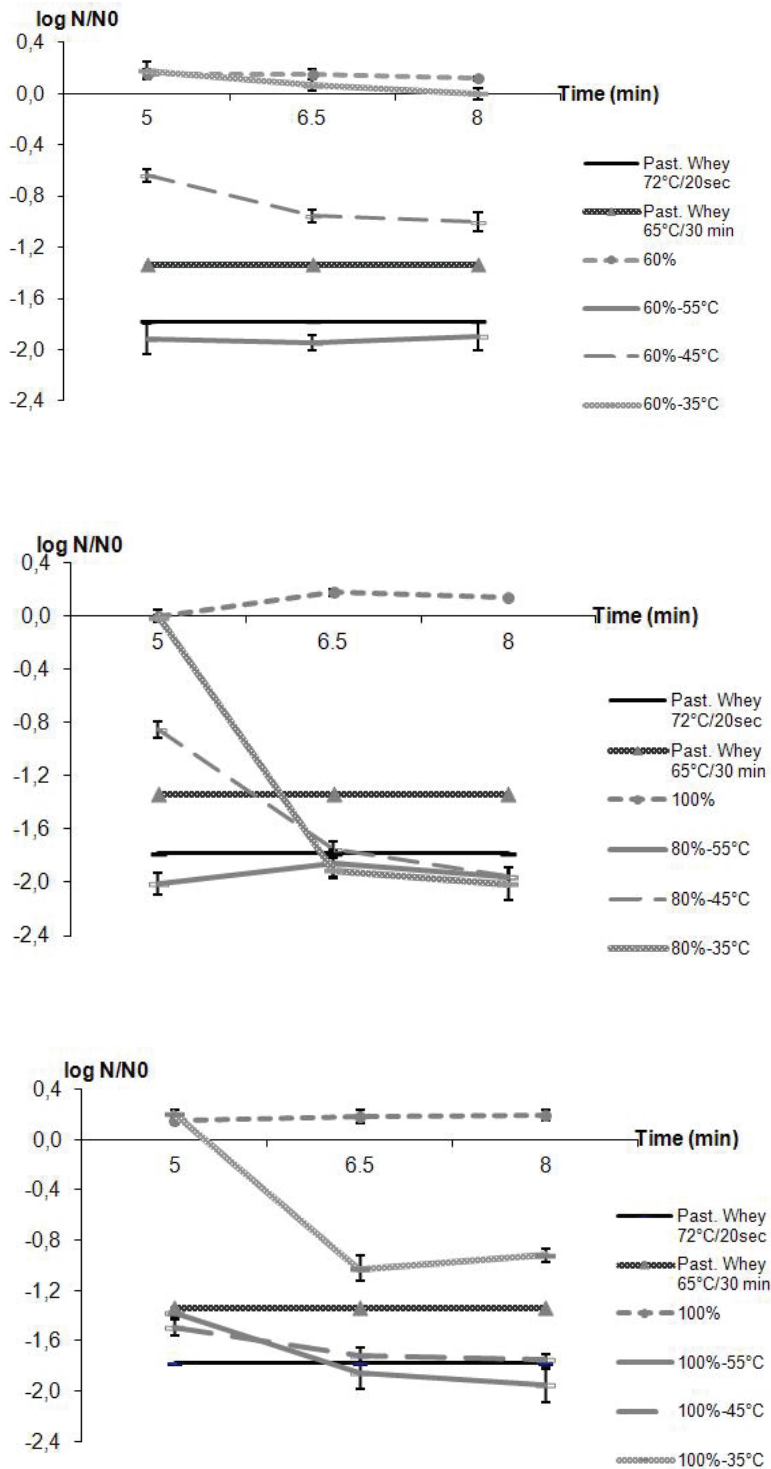 log N/N0
0,4
0,0
-0,4
-0,8
-1,2
-1,6
-2,0
-2,4
5
6.5
8
Time (min)
Past. Whey
72°C/20sec
Past. Whey
65°C/30 min
60%
60%-55°C
60%-45°C
60%-35°C
log N/N0
0,4
0,0
-0,4
-0,8
-1,2
-1,6
-2,0
-2,4
5
6.5
8
Time (min)
Past. Whey
72°C/20sec
Past. Whey
65°C/30 min
100%
80%-55°C
80%-45°C
80%-35°C
log N/N0
0,4
0,0
-0,4
-0,8
-1,2
-1,6
-2,0
-2,4
5
6.5
8
Time (min)
Past. Whey
72°C/20sec
Past. Whey
65°C/30 min
100%
100%-55°C
100%-45°C
100%-35°C